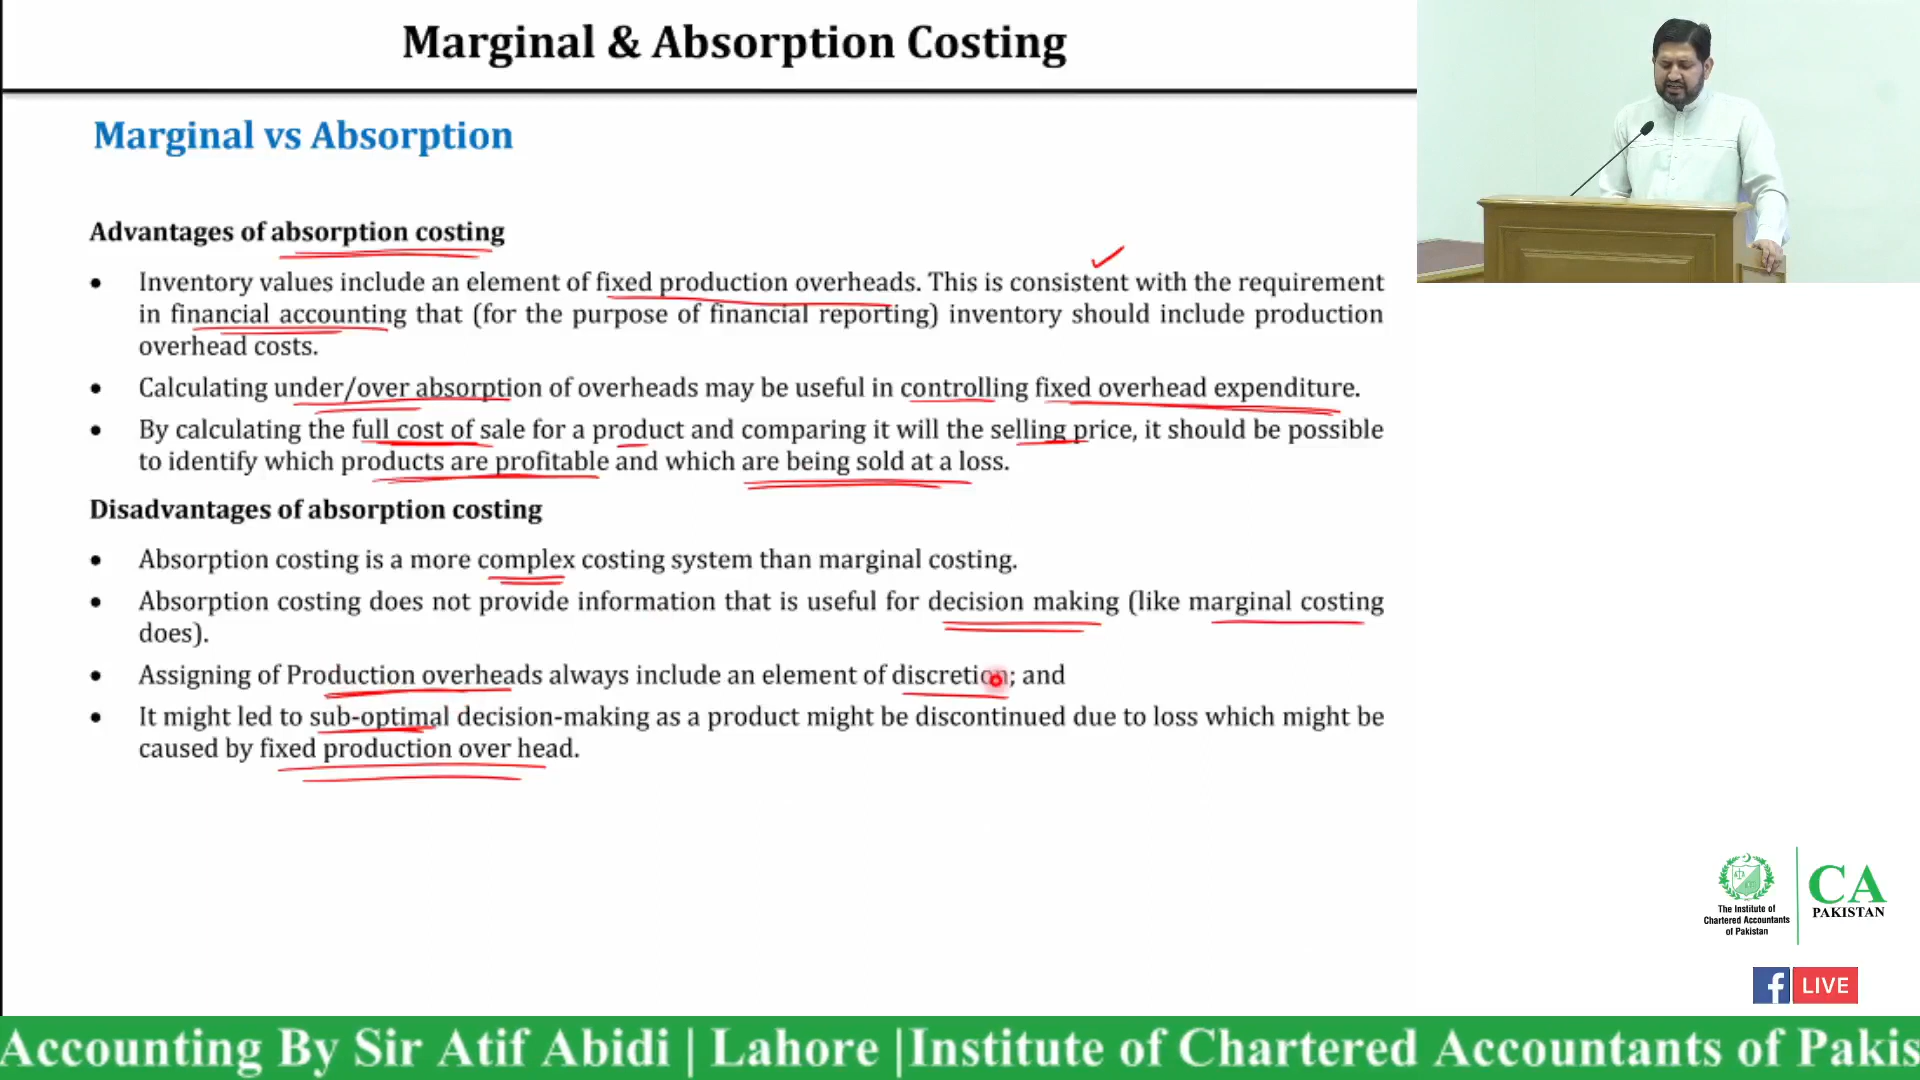 Marginal & Absorption Costing
Marginal vs Absorption
Advantages of absorption costing
• Inventory values include an element of fixed production overheads. This is consistent with the requirement
in financial accounting that (for the purpose of financial reporting) inventory should include production
overhead costs.
• Calculating under/over absorption of overheads may be useful in controlling fixed overhead expenditure.
• By calculating the full cost of sale for a product and comparing it will the selling price, it should be possible
to identify which products are profitable and which are being sold at a loss.
Disadvantages of absorption costing
• Absorption costing is a more complex costing system than marginal costing.
• Absorption costing does not provide information that is useful for decision making (like marginal costing
does).
• Assigning of Production overheads always include an element of discretion; and
• It might led to sub-optimal decision-making as a product might be discontinued due to loss which might be
caused by fixed production over head.
The Institute of
Chartered Accountants
of Pakistan
CA
PAKISTAN
f LIVE
Accounting By Sir Atif Abidi | Lahore |Institute of Chartered Accountants of Pakis